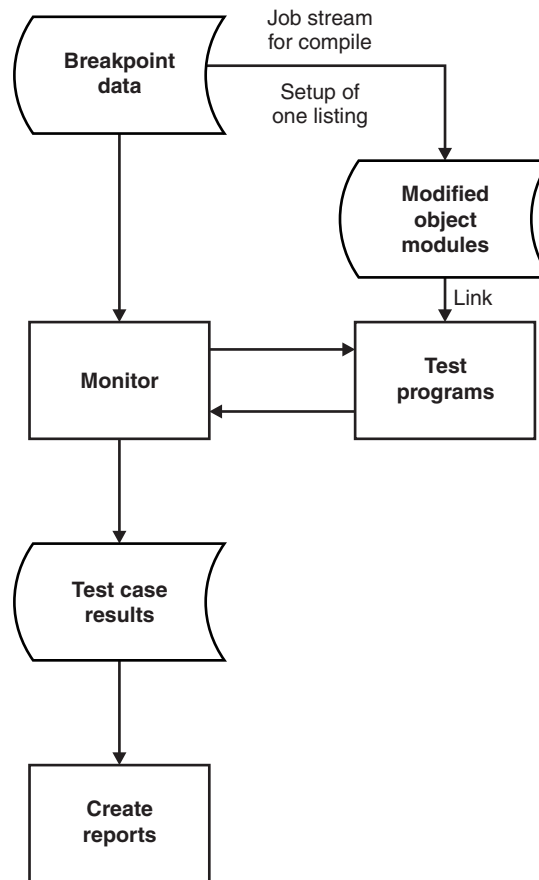 Job stream
for compile
Breakpoint
data
Setup of
one listing
Modified
object
modules
Link
Monitor
Test
programs
Test case
results
Create
reports